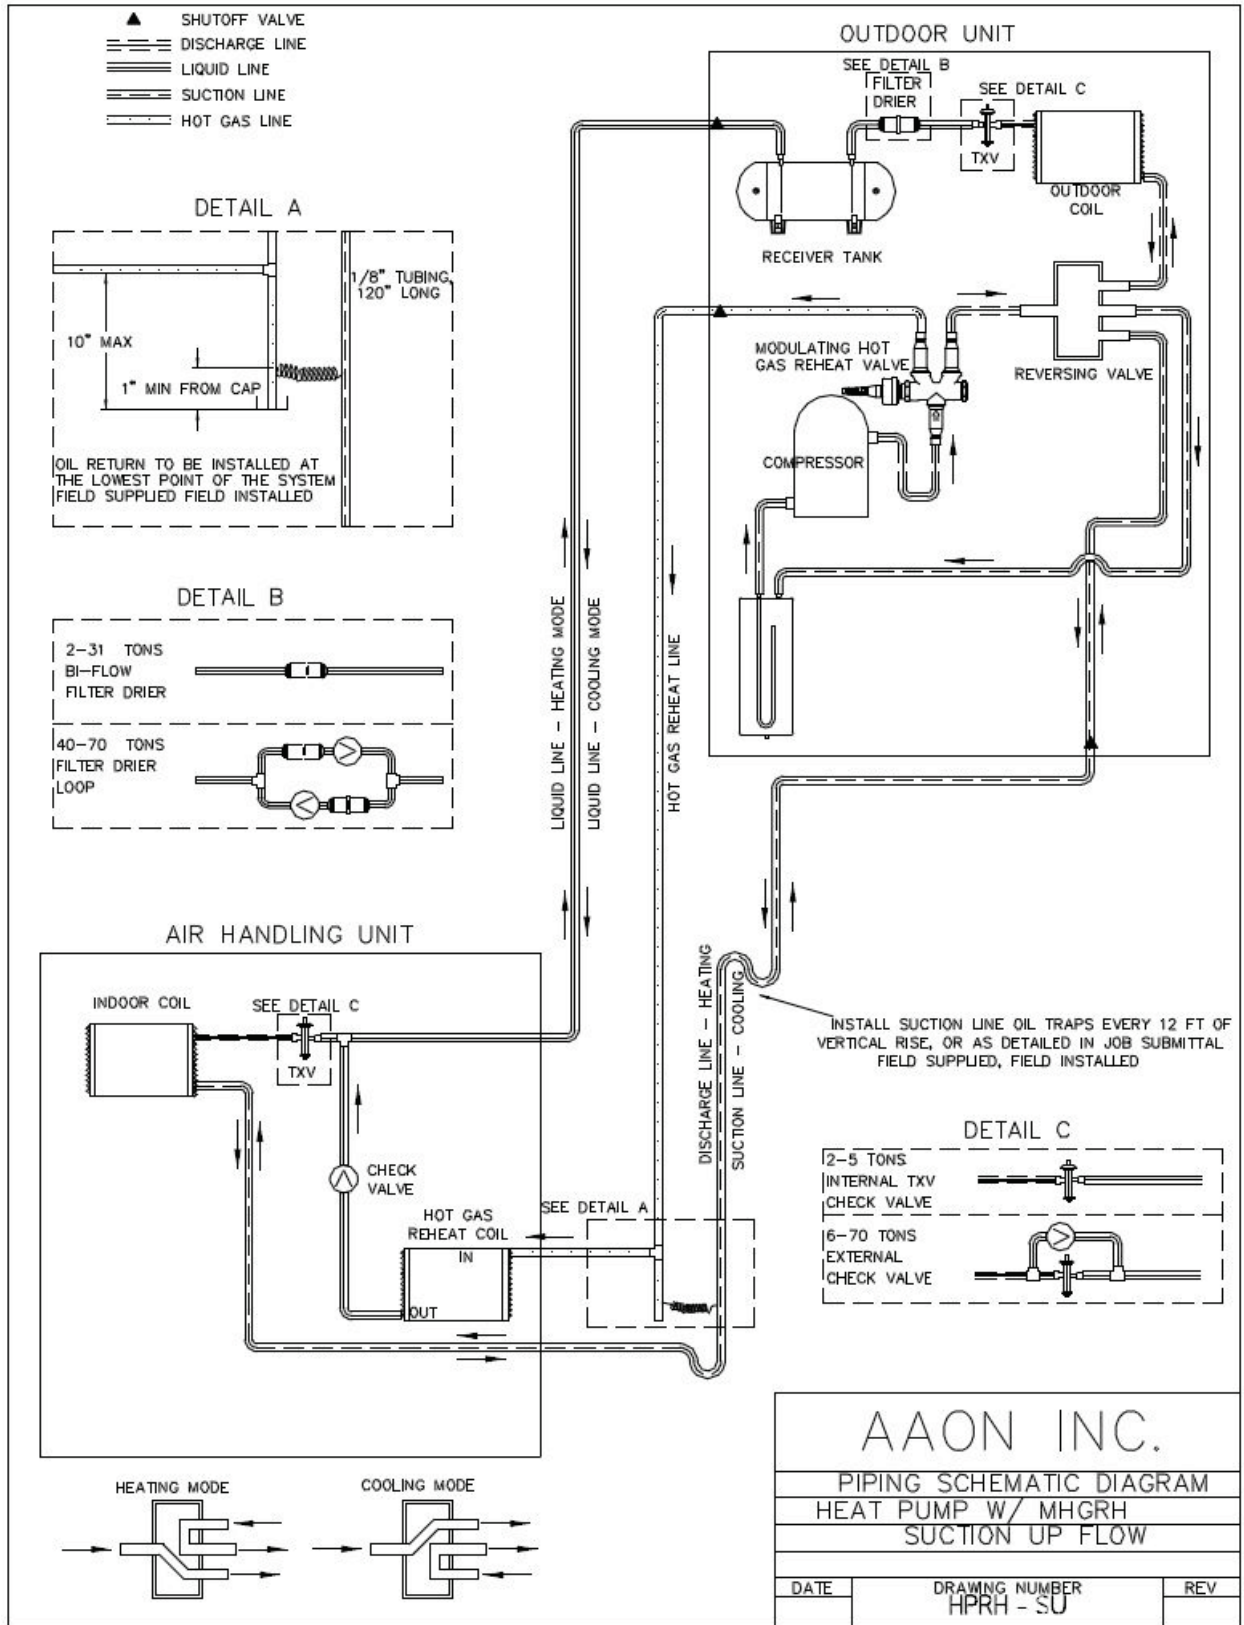 SHUTOFF VALVE
DISCHARGE LINE
LIQUID LINE
SUCTION LINE
HOT GAS LINE
OUTDOOR UNIT
SEE DETAIL B
FILTER
DRIER
SEE DETAIL C
TXV
OUTDOOR
COIL
RECEIVER TANK
MODULATING HOT
GAS REHEAT VALVE
REVERSING VALVE
COMPRESSOR
DETAIL A
1/8" TUBING,
120" LONG
10" MAX
1" MIN FROM CAP
OIL RETURN TO BE INSTALLED AT
THE LOWEST POINT OF THE SYSTEM
FIELD SUPPLIED FIELD INSTALLED
DETAIL B
2-31 TONS
BI-FLOW
FILTER DRIER
40-70 TONS
FILTER DRIER
LOOP
LIQUID LINE - HEATING MODE
LIQUID LINE - COOLING MODE
HOT GAS REHEAT LINE
AIR HANDLING UNIT
INDOOR COIL
SEE DETAIL C
TXV
CHECK
VALVE
HOT GAS
REHEAT COIL
IN
OUT
SEE DETAIL A
DISCHARGE LINE - HEATING
SUCTION LINE - COOLING
INSTALL SUCTION LINE OIL TRAPS EVERY 12 FT OF
VERTICAL RISE, OR AS DETAILED IN JOB SUBMITTAL
FIELD SUPPLIED, FIELD INSTALLED
DETAIL C
2-5 TONS
INTERNAL TXV
CHECK VALVE
6-70 TONS
EXTERNAL
CHECK VALVE
HEATING MODE
COOLING MODE
AAON INC.
PIPING SCHEMATIC DIAGRAM
HEAT PUMP W/ MHGRH
SUCTION UP FLOW
DATE
DRAWING NUMBER
HPRH - SU
REV